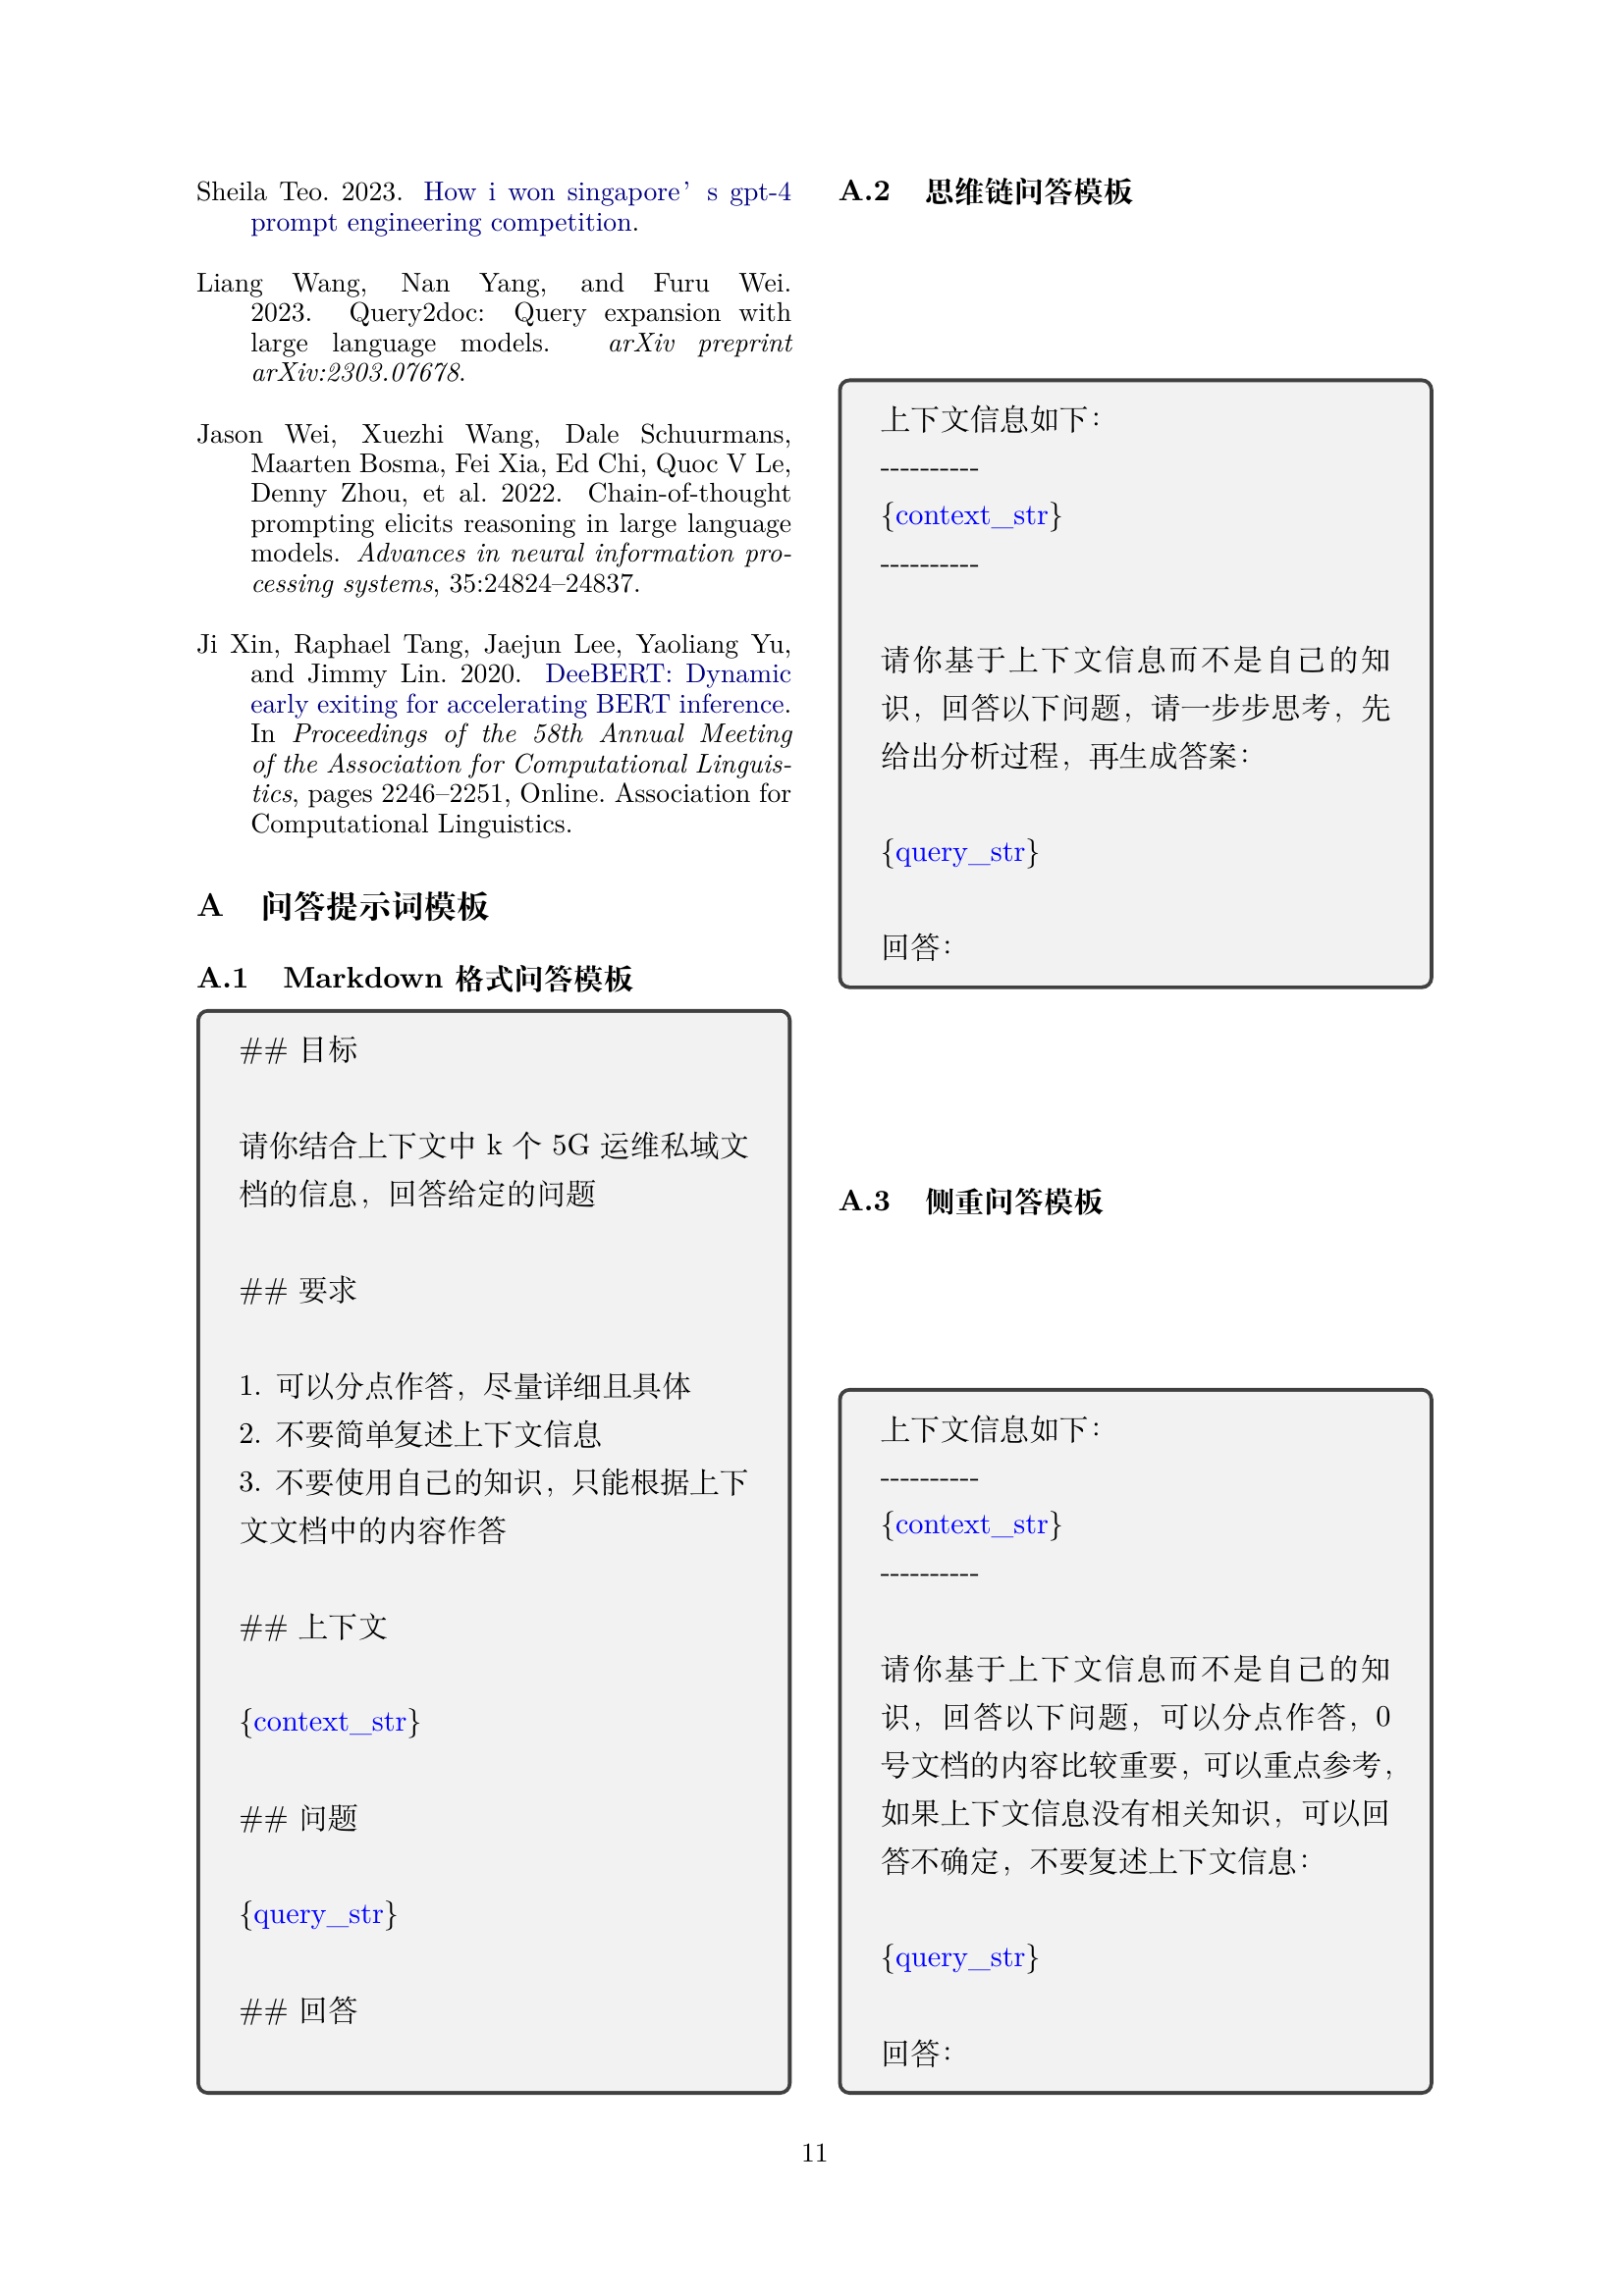 Sheila Teo. 2023. How i won singapore’ s gpt-4
prompt engineering competition.
Liang Wang, Nan Yang, and Furu Wei.
2023. Query2doc: Query expansion with
large language models. arXiv preprint
arXiv:2303.07678.
Jason Wei, Xuezhi Wang, Dale Schuurmans,
Maarten Bosma, Fei Xia, Ed Chi, Quoc V Le,
Denny Zhou, et al. 2022. Chain-of-thought
prompting elicits reasoning in large language
models. Advances in neural information pro-
cessing systems, 35:24824–24837.
Ji Xin, Raphael Tang, Jaejun Lee, Yaoliang Yu,
and Jimmy Lin. 2020. DeeBERT: Dynamic
early exiting for accelerating BERT inference.
In Proceedings of the 58th Annual Meeting
of the Association for Computational Linguis-
tics, pages 2246–2251, Online. Association for
Computational Linguistics.
A 问答提示词模板
A.1 Markdown 格式问答模板
## 目标
请你结合上下文中 k 个 5G 运维私域文
档的信息，回答给定的问题
## 要求
1. 可以分点作答，尽量详细且具体
2. 不要简单复述上下文信息
3. 不要使用自己的知识，只能根据上下
文文档中的内容作答
## 上下文
{context_str}
## 问题
{query_str}
## 回答
A.2 思维链问答模板
上下文信息如下：
----------
{context_str}
----------
请你基于上下文信息而不是自己的知
识，回答以下问题，请一步步思考，先
给出分析过程，再生成答案：
{query_str}
回答：
A.3 侧重问答模板
上下文信息如下：
----------
{context_str}
----------
请你基于上下文信息而不是自己的知
识，回答以下问题，可以分点作答，0
号文档的内容比较重要，可以重点参考，
如果上下文信息没有相关知识，可以回
答不确定，不要复述上下文信息：
{query_str}
回答：
11